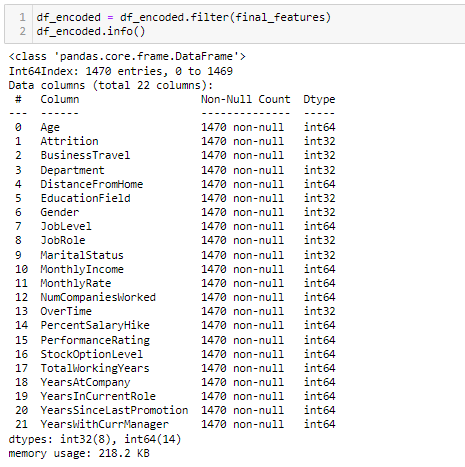 1 df_encoded = df_encoded.filter(final_features)
2 df_encoded.info()
<class 'pandas.core.frame.DataFrame'>
Int64Index: 1470 entries, 0 to 1469
Data columns (total 22 columns):
 #   Column                   Non-Null Count  Dtype
---  ------                   --------------  -----
 0   Age                      1470 non-null   int64
 1   Attrition                1470 non-null   int32
 2   BusinessTravel           1470 non-null   int32
 3   Department               1470 non-null   int32
 4   DistanceFromHome         1470 non-null   int64
 5   EducationField           1470 non-null   int32
 6   Gender                   1470 non-null   int32
 7   JobLevel                 1470 non-null   int64
 8   JobRole                  1470 non-null   int32
 9   MaritalStatus            1470 non-null   int32
 10  MonthlyIncome            1470 non-null   int64
 11  MonthlyRate              1470 non-null   int64
 12  NumCompaniesWorked       1470 non-null   int64
 13  OverTime                 1470 non-null   int32
 14  PercentSalaryHike        1470 non-null   int64
 15  PerformanceRating        1470 non-null   int64
 16  StockOptionLevel         1470 non-null   int64
 17  TotalWorkingYears        1470 non-null   int64
 18  YearsAtCompany           1470 non-null   int64
 19  YearsInCurrentRole       1470 non-null   int64
 20  YearsSinceLastPromotion  1470 non-null   int64
 21  YearsWithCurrManager     1470 non-null   int64
dtypes: int32(8), int64(14)
memory usage: 218.2 KB